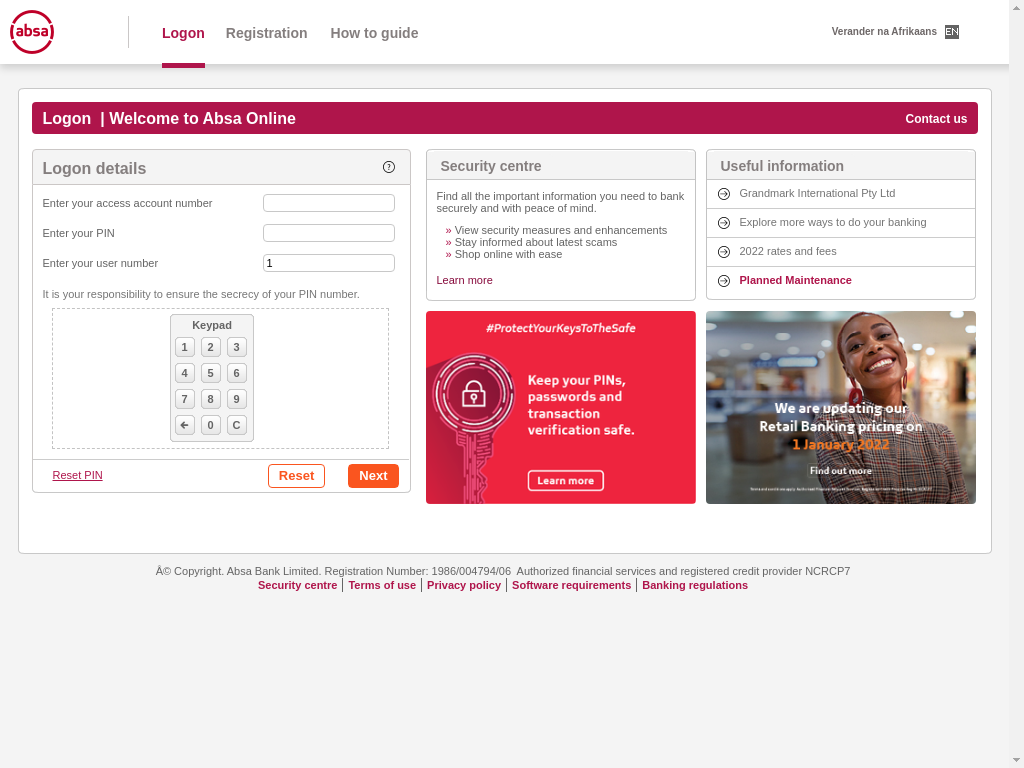 absa
Logon
Registration
How to guide
Verander na Afrikaans EN
Logon | Welcome to Absa Online
Contact us
Logon details
?
Enter your access account number
Enter your PIN
Enter your user number
1
It is your responsibility to ensure the secrecy of your PIN number.
Keypad
1 2 3
4 5 6
7 8 9
0 C
Reset PIN
Reset
Next
Security centre
Find all the important information you need to bank
securely and with peace of mind.
» View security measures and enhancements
» Stay informed about latest scams
» Shop online with ease
Learn more
#ProtectYourKeysToTheSafe
Keep your PINs,
passwords and
transaction
verification safe.
Learn more
Useful information
Grandmark International Pty Ltd
Explore more ways to do your banking
2022 rates and fees
Planned Maintenance
We are updating our
Retail Banking pricing on
1 January 2022
Find out more
Â© Copyright. Absa Bank Limited. Registration Number: 1986/004794/06  Authorized financial services and registered credit provider NCRCP7
Security centre | Terms of use | Privacy policy | Software requirements | Banking regulations